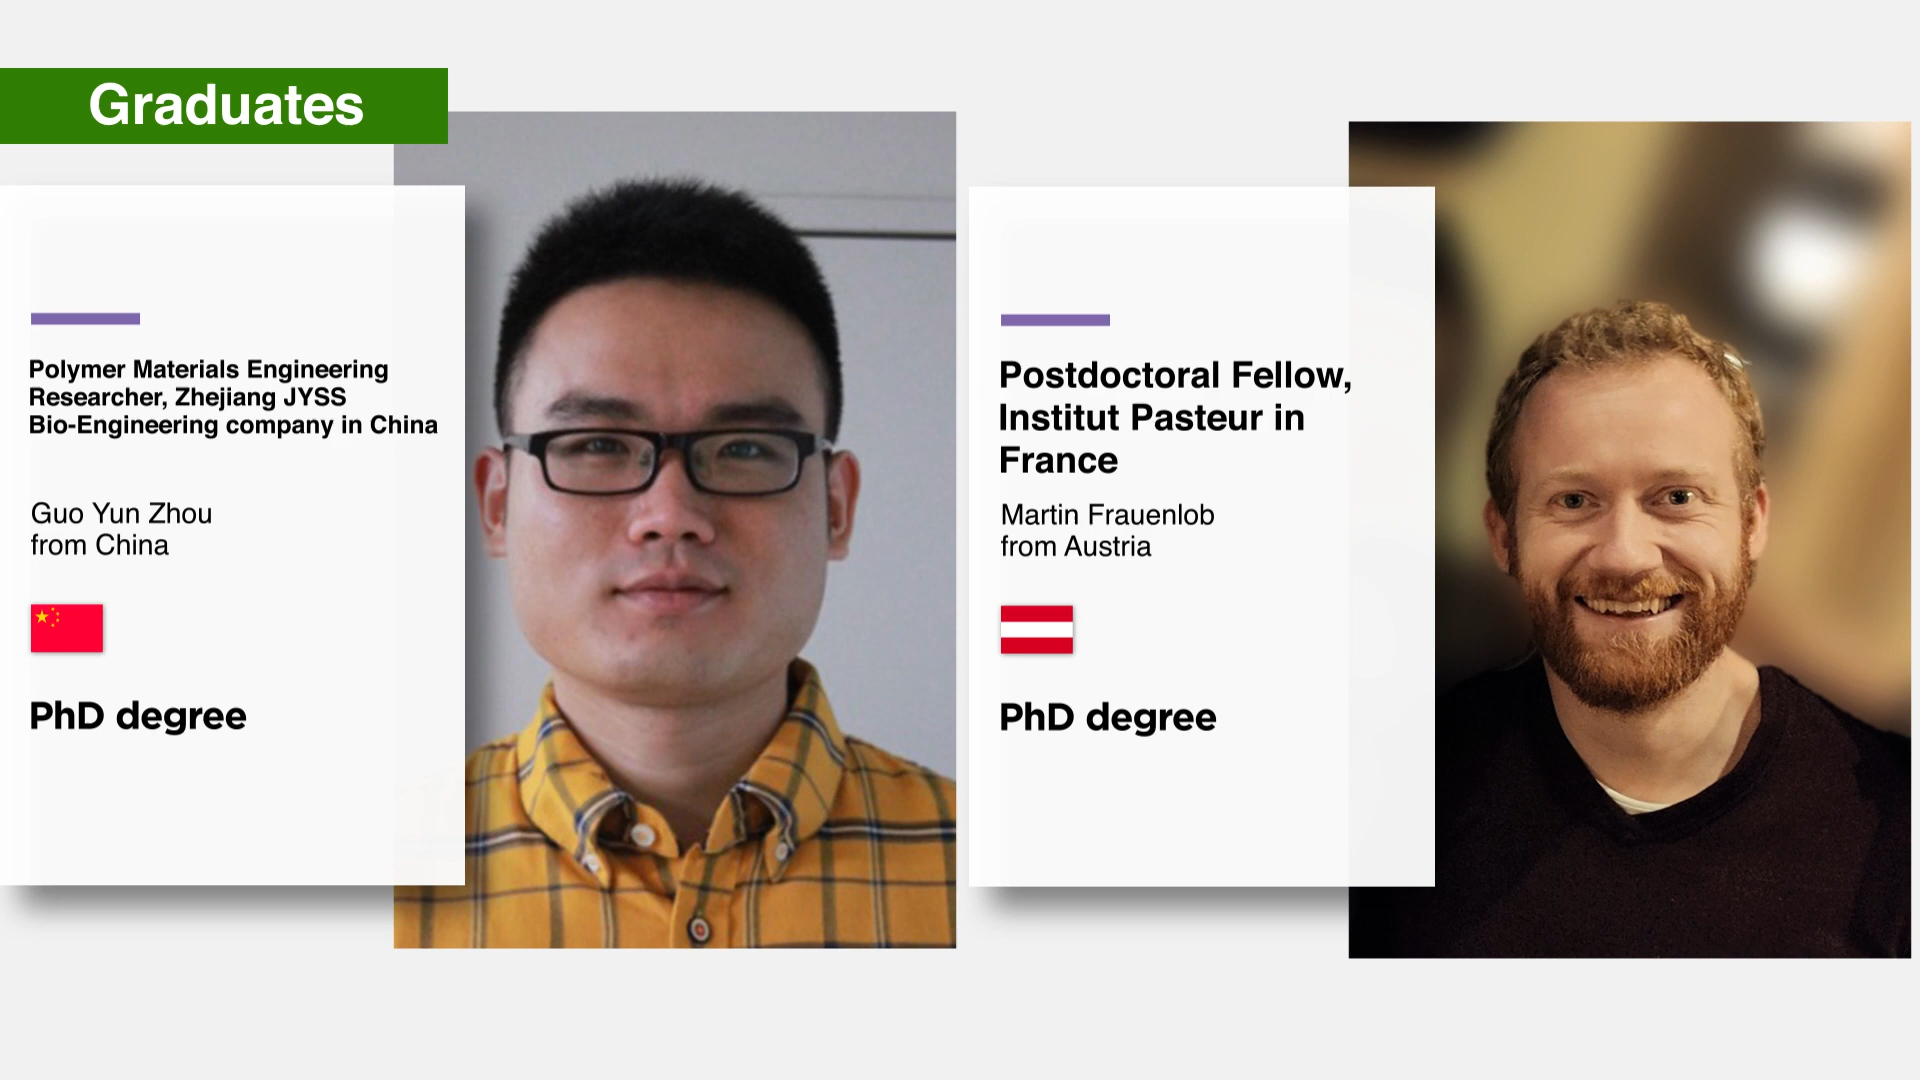 Graduates
Polymer Materials Engineering
Researcher, Zhejiang JYSS
Bio-Engineering company in China
Guo Yun Zhou
from China
PhD degree
Postdoctoral Fellow,
Institut Pasteur in
France
Martin Frauenlob
from Austria
PhD degree